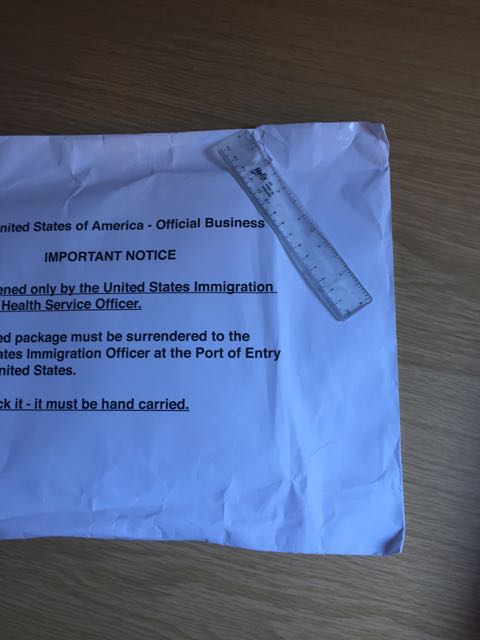 nited States of America - Official Business
IMPORTANT NOTICE
ened only by the United States Immigration
Health Service Officer.
ed package must be surrendered to the
ates Immigration Officer at the Port of Entry
nited States.
ck it - it must be hand carried.